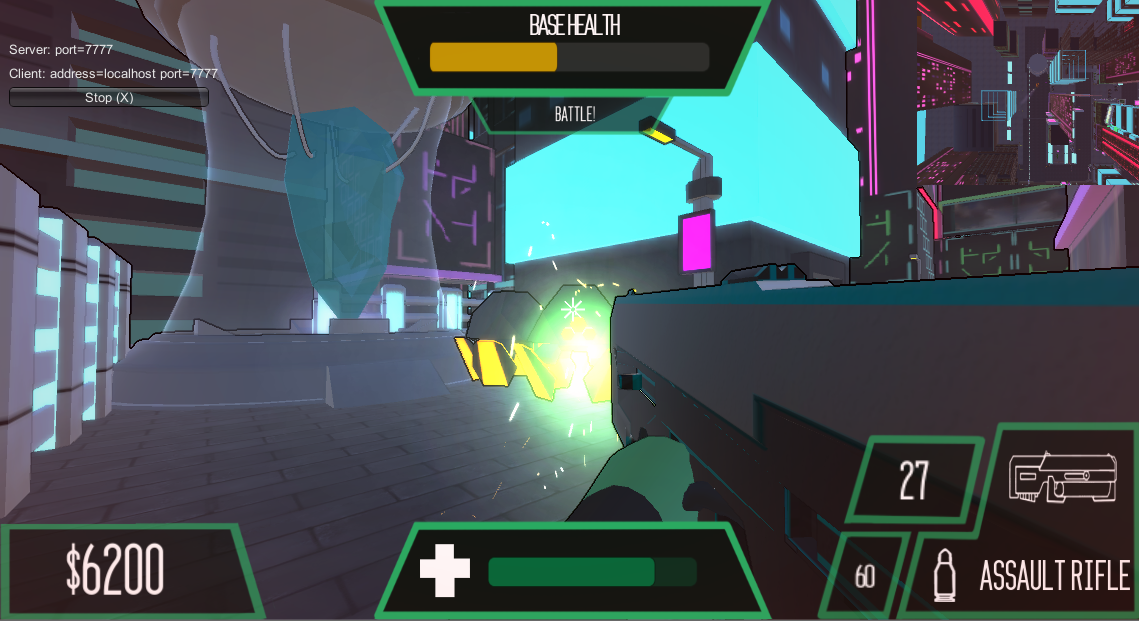 BASE HEALTH
Server: port=7777
Client: address=localhost port=7777
Stop (X)
BATTLE!
27
$6200
60
ASSAULT RIFLE